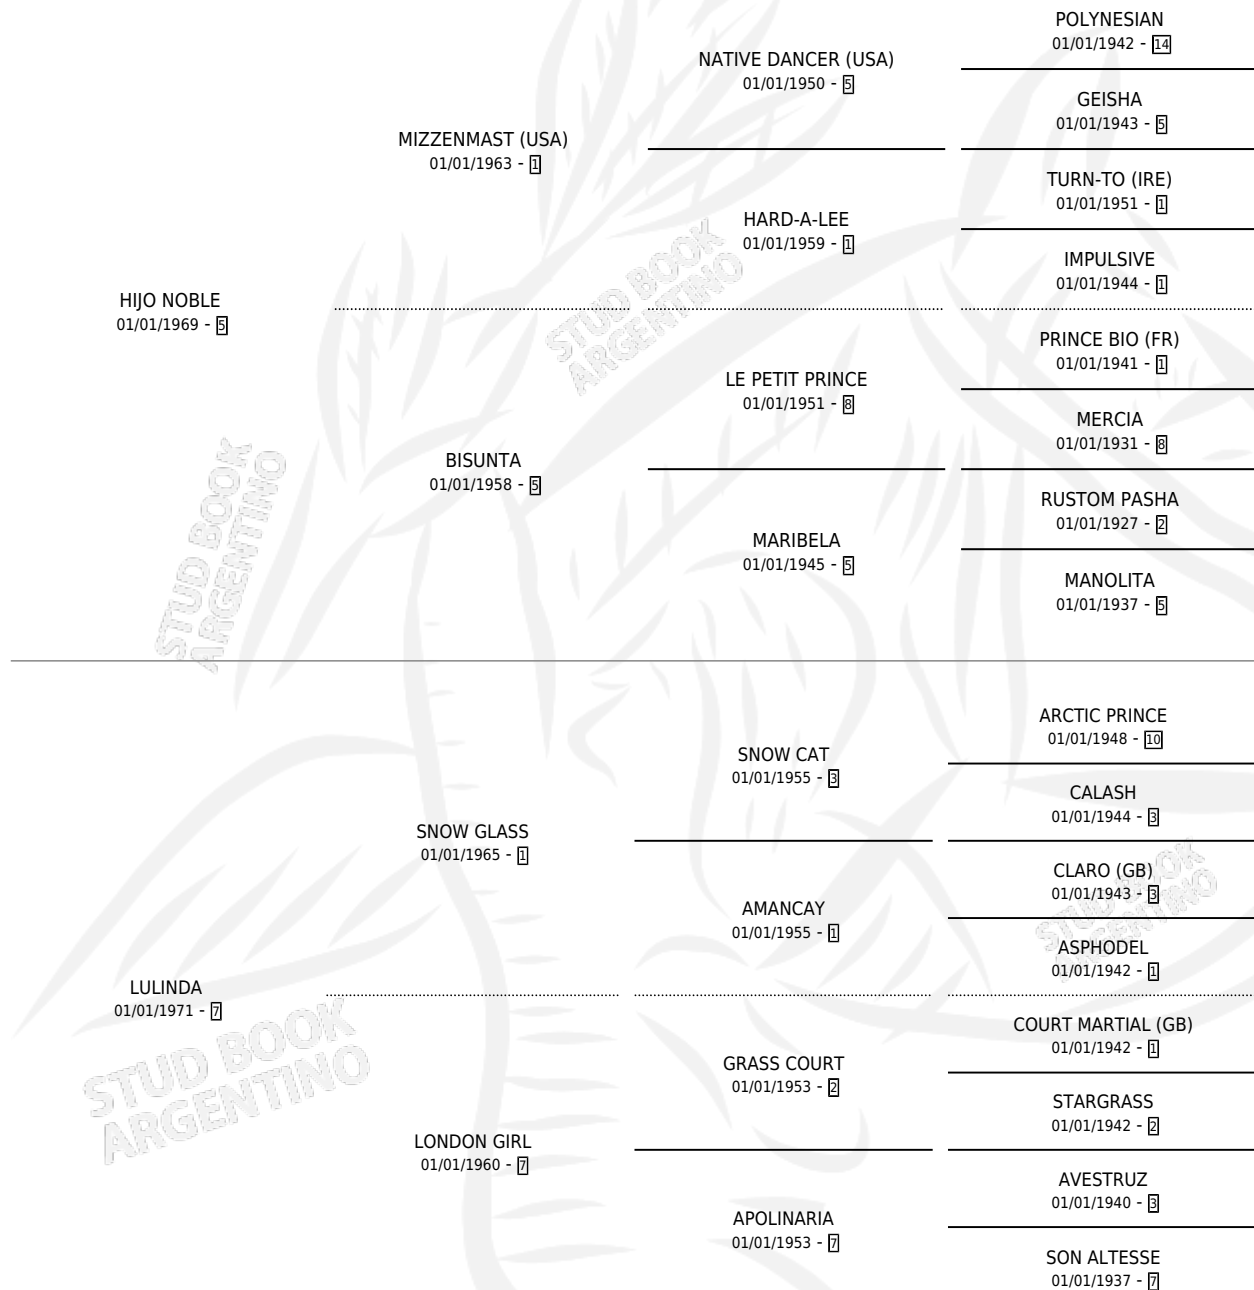 POLYNESIAN
01/01/1942 - 14
NATIVE DANCER (USA)
01/01/1950 - 5
GEISHA
01/01/1943 - 5
MIZZENMAST (USA)
01/01/1963 - 1
TURN-TO (IRE)
01/01/1951 - 1
HARD-A-LEE
01/01/1959 - 1
IMPULSIVE
01/01/1944 - 1
HIJO NOBLE
01/01/1969 - 5
PRINCE BIO (FR)
01/01/1941 - 1
LE PETIT PRINCE
01/01/1951 - 8
MERCIA
01/01/1931 - 8
BISUNTA
01/01/1958 - 5
RUSTOM PASHA
01/01/1927 - 2
MARIBELA
01/01/1945 - 5
MANOLITA
01/01/1937 - 5
ARCTIC PRINCE
01/01/1948 - 10
SNOW CAT
01/01/1955 - 3
CALASH
01/01/1944 - 3
SNOW GLASS
01/01/1965 - 1
CLARO (GB)
01/01/1943 - 3
AMANCAY
01/01/1955 - 1
ASPHODEL
01/01/1942 - 1
LULINDA
01/01/1971 - 7
COURT MARTIAL (GB)
01/01/1942 - 1
GRASS COURT
01/01/1953 - 2
STARGRASS
01/01/1942 - 2
LONDON GIRL
01/01/1960 - 7
AVESTRUZ
01/01/1940 - 3
APOLINARIA
01/01/1953 - 7
SON ALTESSE
01/01/1937 - 7
STUD BOOK
ARGENTINO
STUD BOOK
ARGENTINO
STUD BOOK
ARGENTINO
STUD BOOK
ARGENTINO